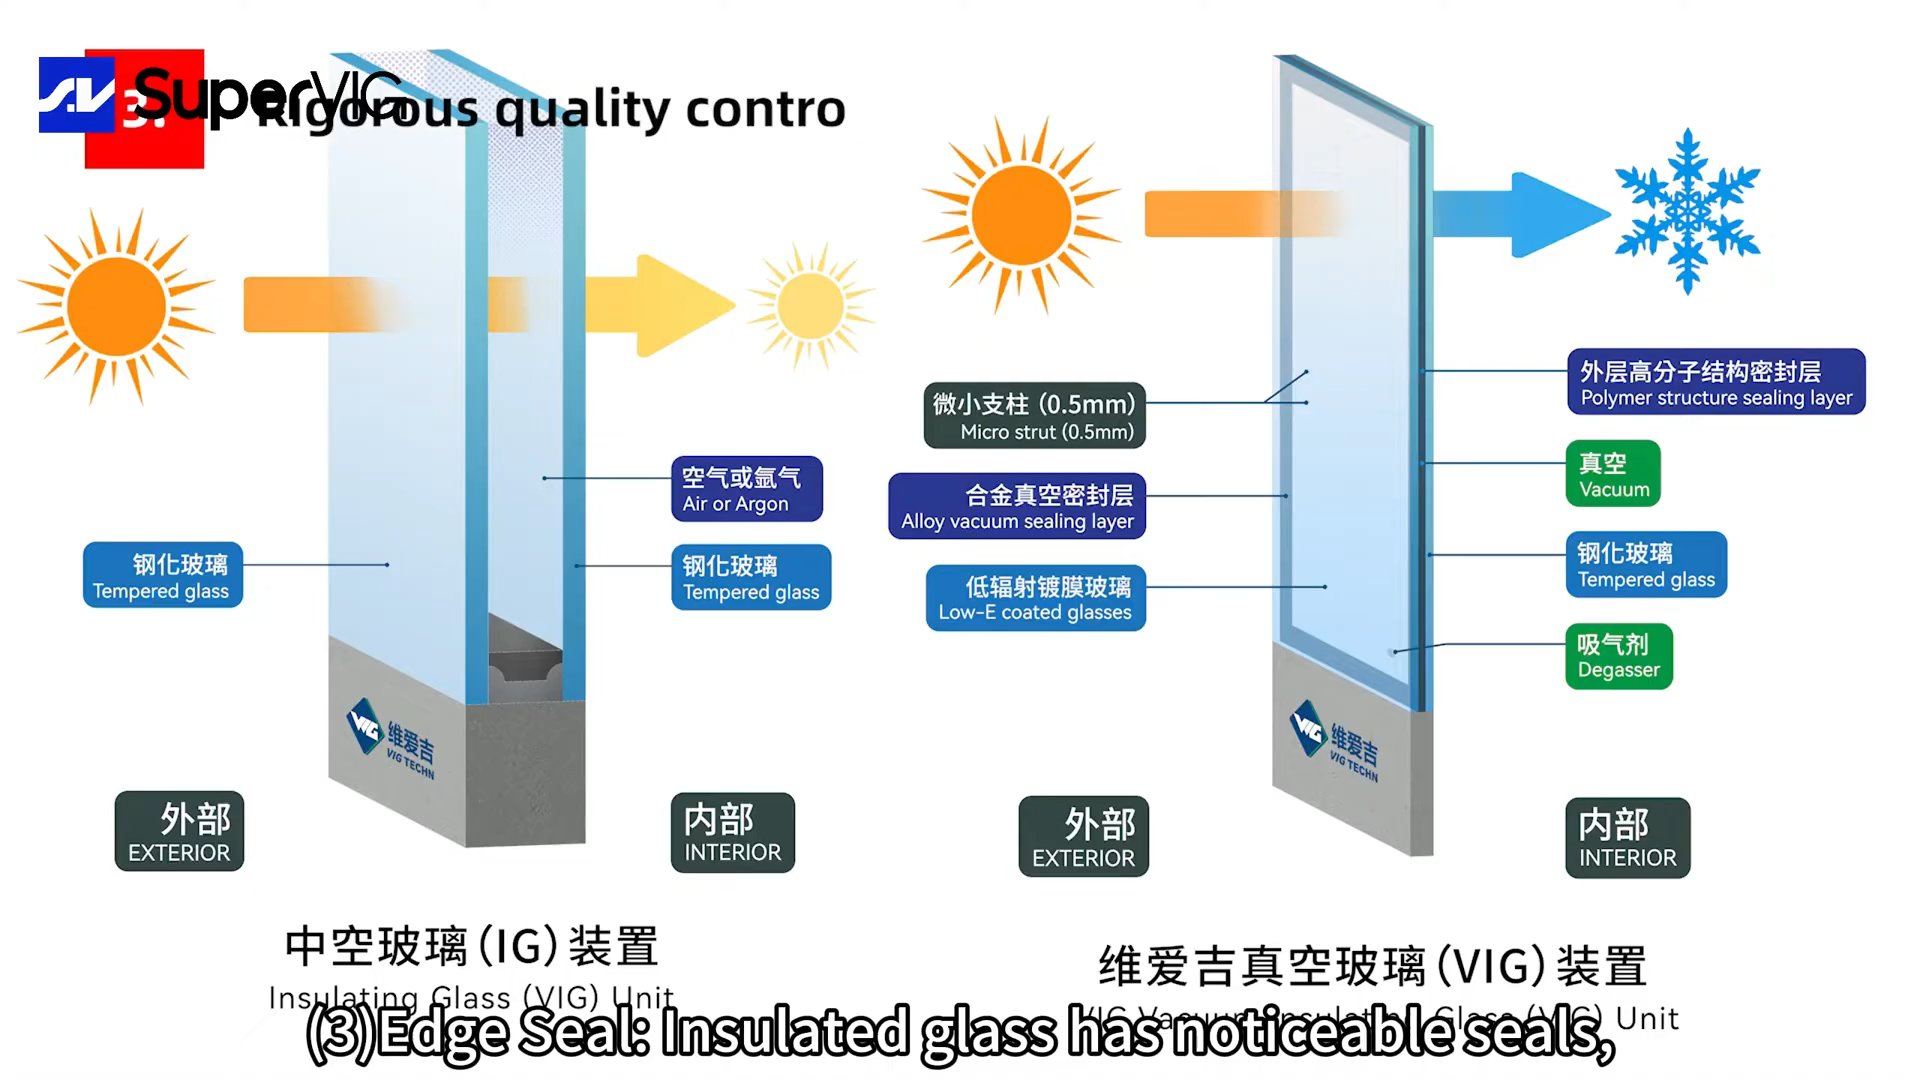 SuperVIG
3.
Rigorous quality contro
空气或氩气
Air or Argon
钢化玻璃
Tempered glass
钢化玻璃
Tempered glass
VIG 维爱吉
VIG TECHN
外部
EXTERIOR
内部
INTERIOR
中空玻璃(IG)装置
Insulating Glass (VIG) Unit
微小支柱(0.5mm)
Micro strut (0.5mm)
合金真空密封层
Alloy vacuum sealing layer
低辐射镀膜玻璃
Low-E coated glasses
外层高分子结构密封层
Polymer structure sealing layer
真空
Vacuum
钢化玻璃
Tempered glass
吸气剂
Degasser
VIG 维爱吉
VIG TECHN
外部
EXTERIOR
内部
INTERIOR
维爱吉真空玻璃(VIG)装置
VIG Vacuum Insulating Glass (VIG) Unit
(3)Edge Seal: Insulated glass has noticeable seals,